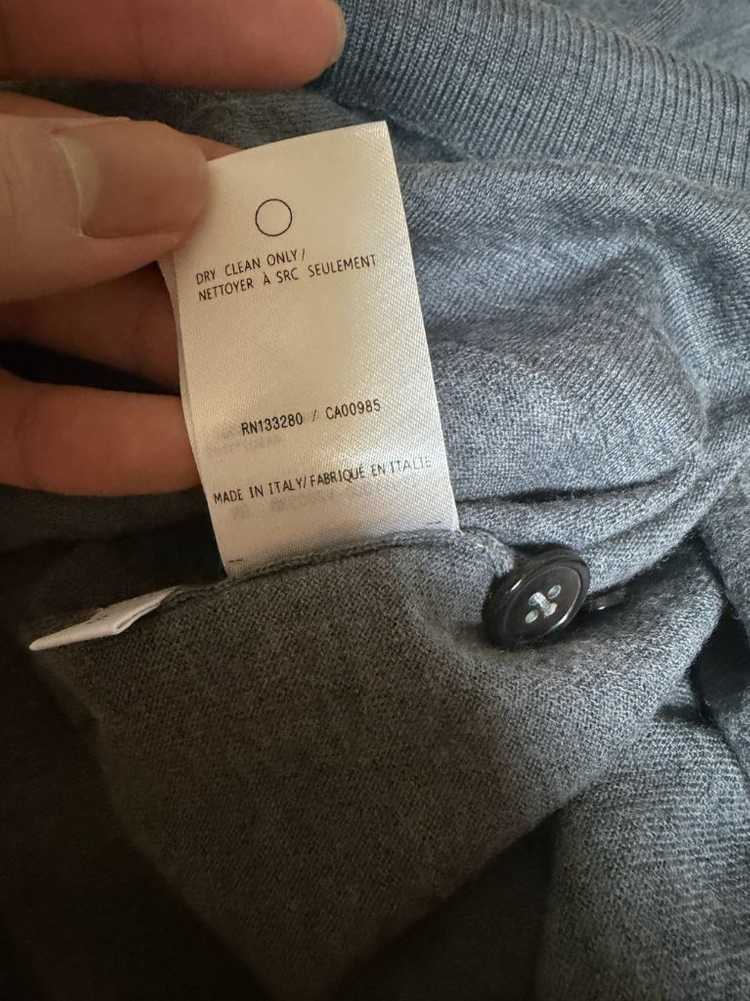 DRY CLEAN ONLY/
NETTOYER À SRC SEULEMENT
RN133280 / CA00985
MADE IN ITALY/FABRIQUÉ EN ITALIE